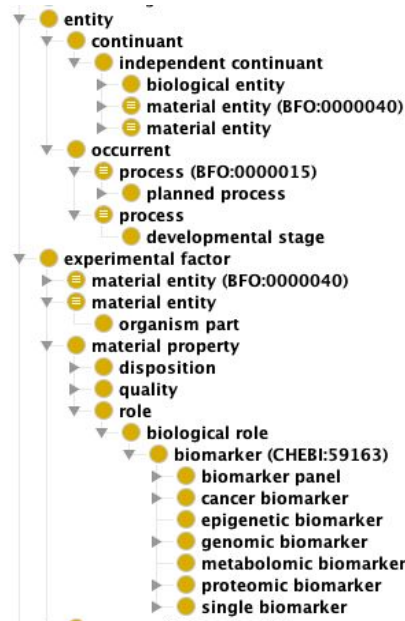 entity
continuant
independent continuant
biological entity
material entity (BFO:0000040)
material entity
occurrent
process (BFO:0000015)
planned process
process
developmental stage
experimental factor
material entity (BFO:0000040)
material entity
organism part
material property
disposition
quality
role
biological role
biomarker (CHEBI:59163)
biomarker panel
cancer biomarker
epigenetic biomarker
genomic biomarker
metabolomic biomarker
proteomic biomarker
single biomarker